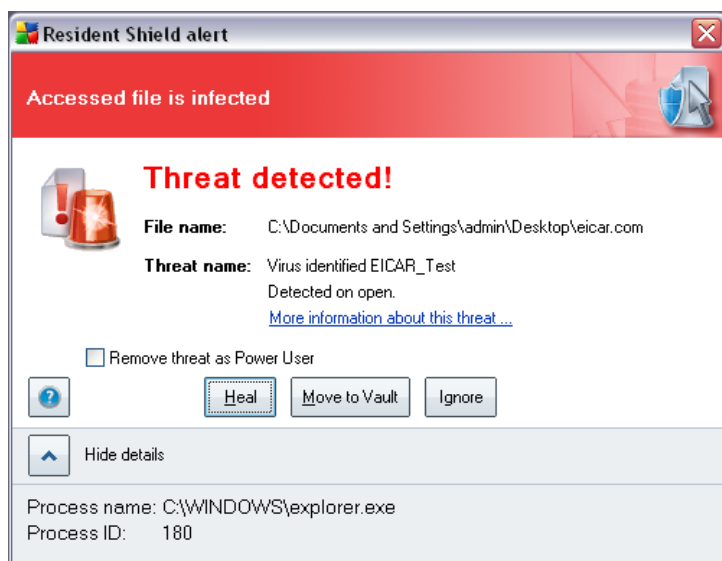 Resident Shield alert
Accessed file is infected
Threat detected!
File name: C:\Documents and Settings\admin\Desktop\eicar.com
Threat name: Virus identified EICAR_Test
Detected on open.
More information about this threat ...
Remove threat as Power User
Heal Move to Vault Ignore
Hide details
Process name: C:\WINDOWS\explorer.exe
Process ID: 180